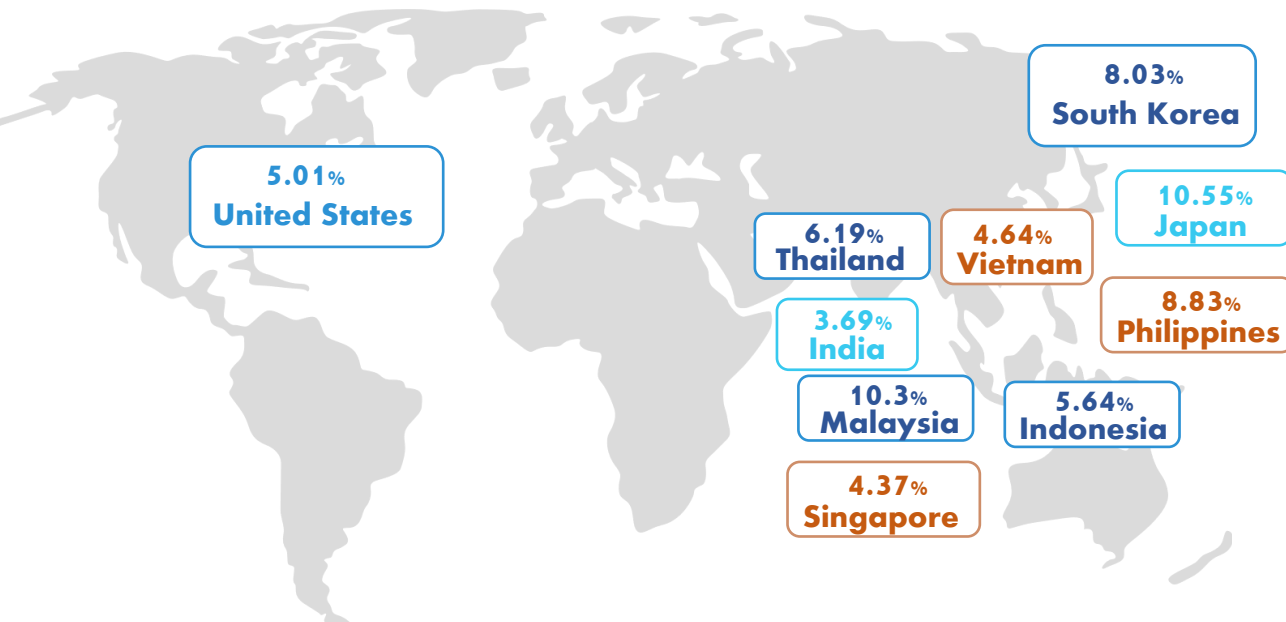 8.03%
South Korea
5.01%
United States
10.55%
Japan
6.19%
Thailand
4.64%
Vietnam
8.83%
Philippines
3.69%
India
10.3%
Malaysia
5.64%
Indonesia
4.37%
Singapore